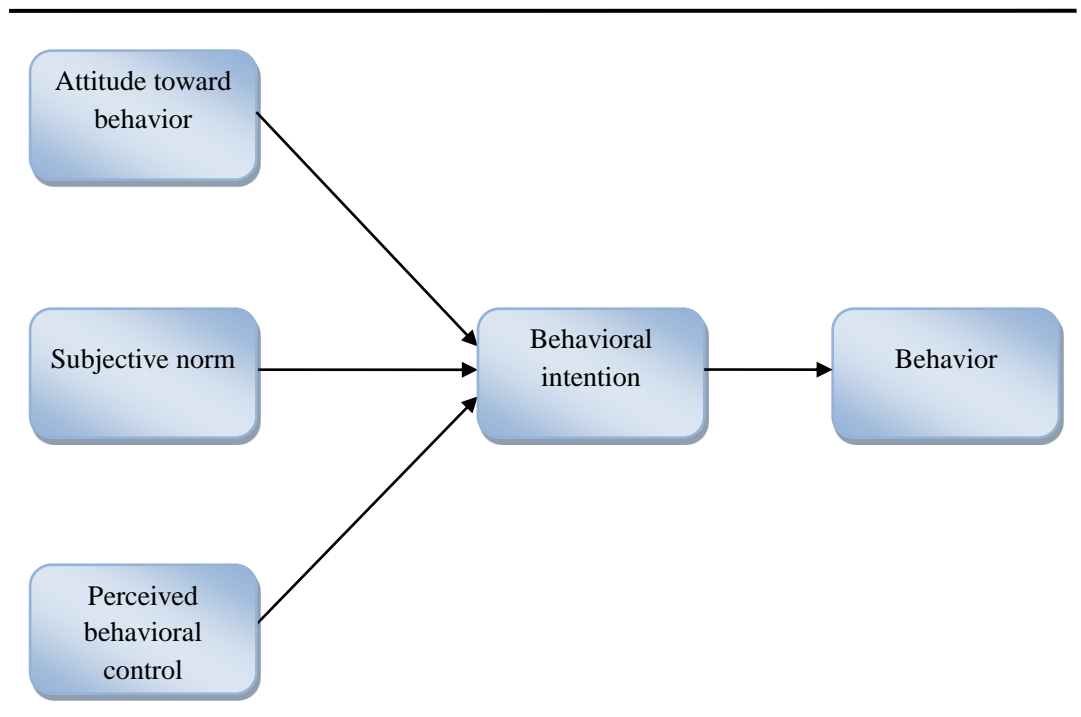 Attitude toward
behavior
Subjective norm
Behavioral
intention
Behavior
Perceived
behavioral
control